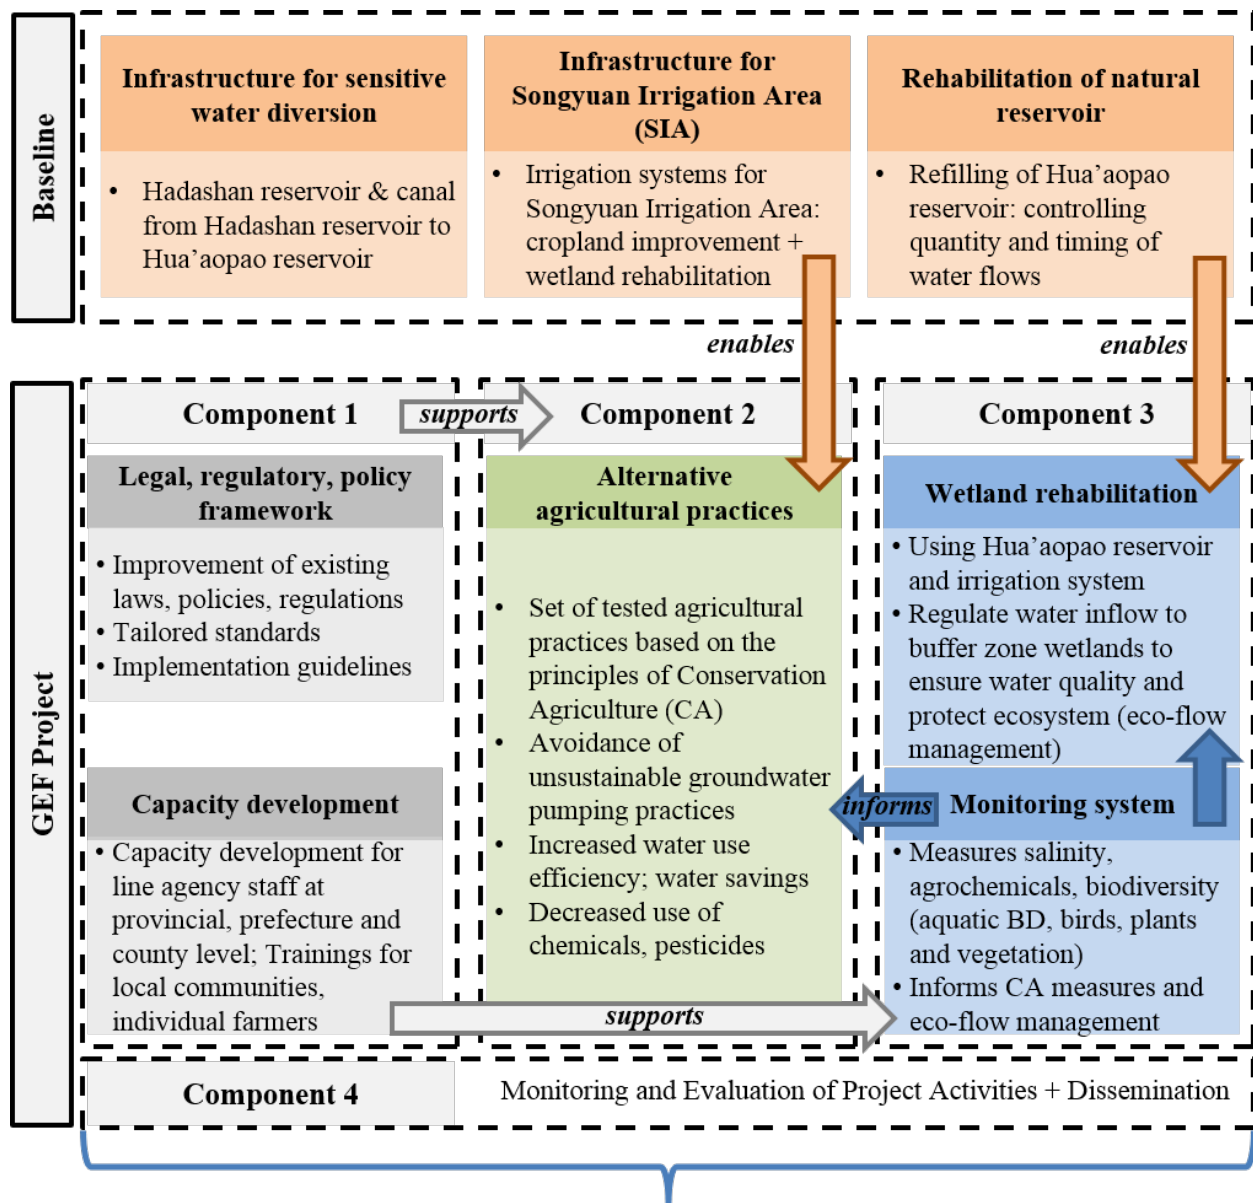 Baseline
Infrastructure for sensitive
water diversion
• Hadashan reservoir & canal
from Hadashan reservoir to
Hua’aopao reservoir
Infrastructure for
Songyuan Irrigation Area
(SIA)
• Irrigation systems for
Songyuan Irrigation Area:
cropland improvement +
wetland rehabilitation
Rehabilitation of natural
reservoir
• Refilling of Hua’aopao
reservoir: controlling
quantity and timing of
water flows
enables
enables
GEF Project
Component 1
supports
Component 2
Component 3
Legal, regulatory, policy
framework
• Improvement of existing
laws, policies, regulations
• Tailored standards
• Implementation guidelines
Capacity development
• Capacity development for
line agency staff at
provincial, prefecture and
county level; Trainings for
local communities,
individual farmers
Alternative
agricultural practices
• Set of tested agricultural
practices based on the
principles of Conservation
Agriculture (CA)
• Avoidance of
unsustainable groundwater
pumping practices
• Increased water use
efficiency; water savings
• Decreased use of
chemicals, pesticides
supports
Wetland rehabilitation
• Using Hua’aopao reservoir
and irrigation system
• Regulate water inflow to
buffer zone wetlands to
ensure water quality and
protect ecosystem (eco-flow
management)
informs
Monitoring system
• Measures salinity,
agrochemicals, biodiversity
(aquatic BD, birds, plants
and vegetation)
• Informs CA measures and
eco-flow management
Component 4
Monitoring and Evaluation of Project Activities + Dissemination